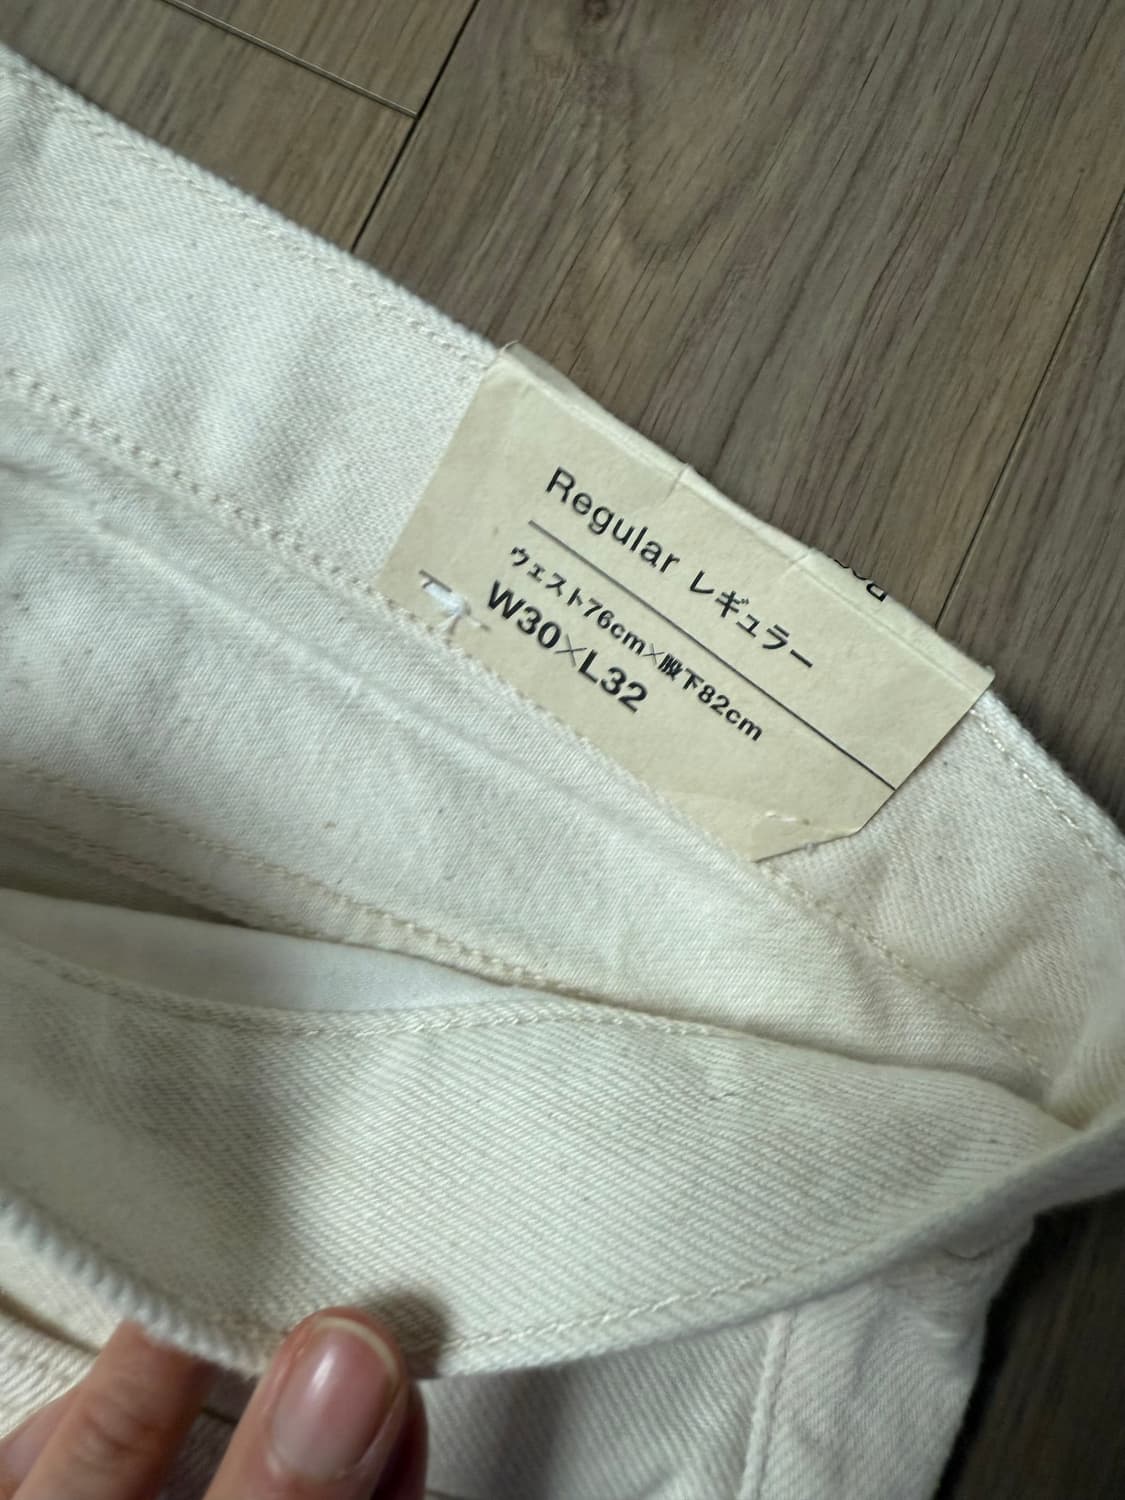 Regular レギュラー
ウェスト76cm×股下82cm
W30×L32